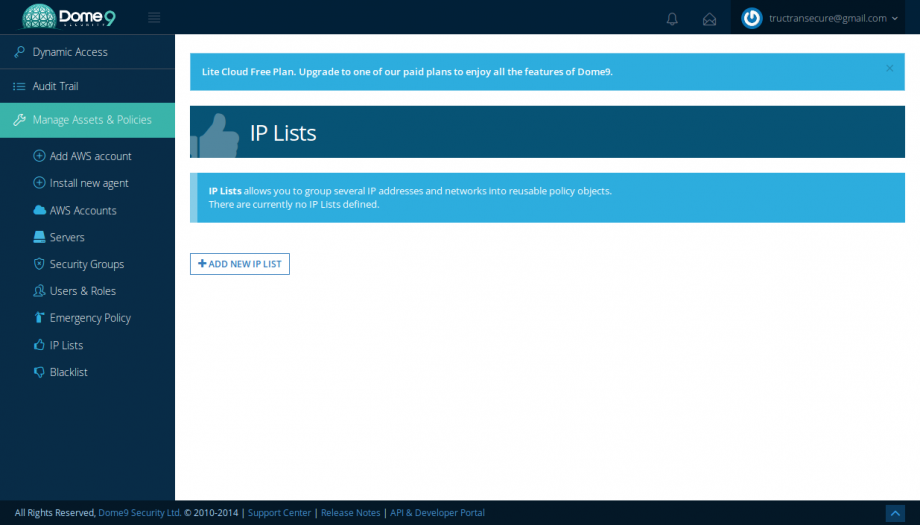 Dome9
SECURITY
tructransecure@gmail.com
Dynamic Access
Audit Trail
Manage Assets & Policies
Add AWS account
Install new agent
AWS Accounts
Servers
Security Groups
Users & Roles
Emergency Policy
IP Lists
Blacklist
Lite Cloud Free Plan. Upgrade to one of our paid plans to enjoy all the features of Dome9.
IP Lists
IP Lists allows you to group several IP addresses and networks into reusable policy objects.
There are currently no IP Lists defined.
ADD NEW IP LIST
All Rights Reserved, Dome9 Security Ltd. © 2010-2014 | Support Center | Release Notes | API & Developer Portal